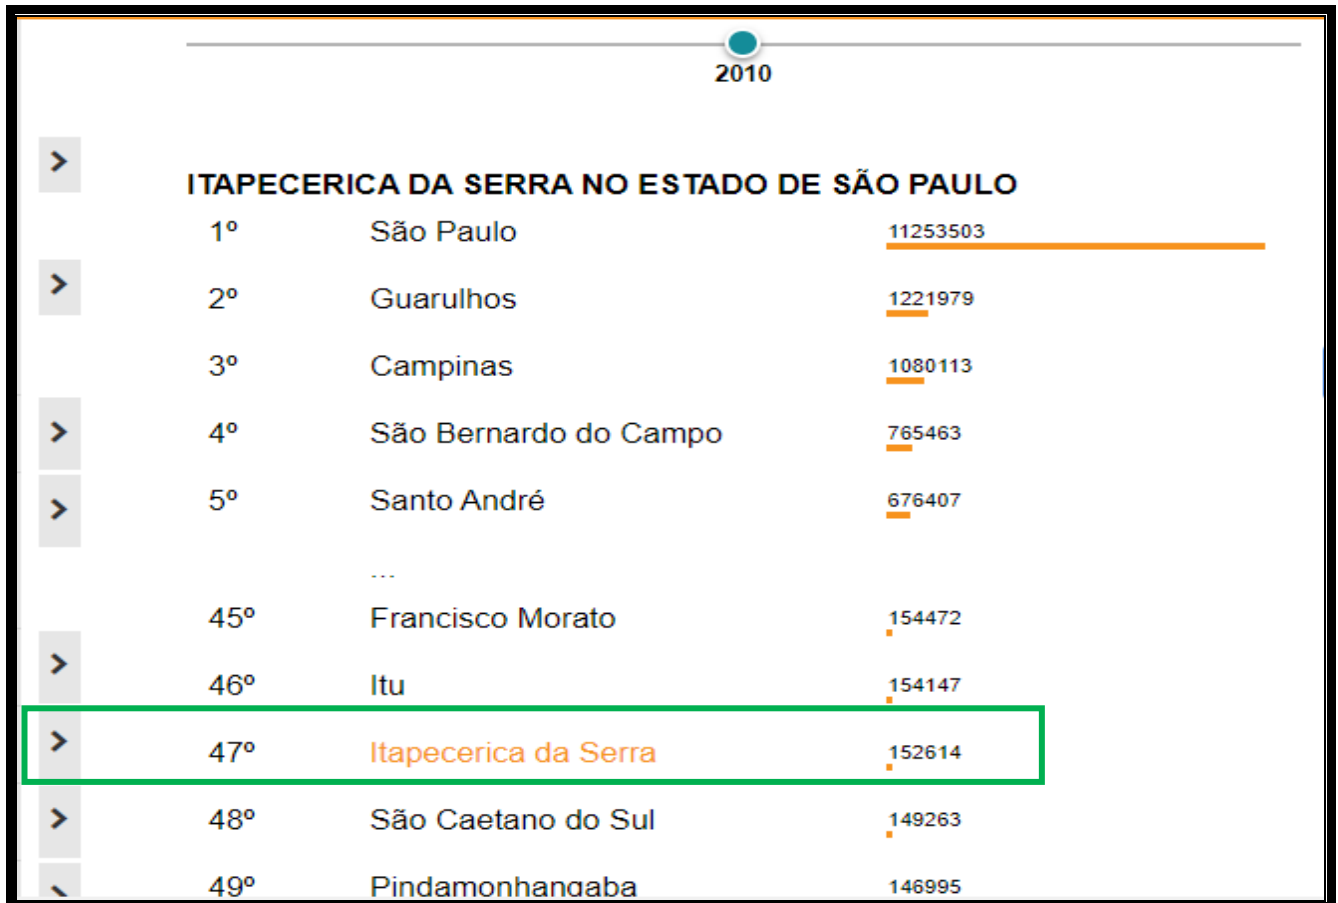 2010
ITAPECERICA DA SERRA NO ESTADO DE SÃO PAULO
1º São Paulo 11253503
2º Guarulhos 1221979
3º Campinas 1080113
4º São Bernardo do Campo 765463
5º Santo André 676407
...
45º Francisco Morato 154472
46º Itu 154147
47º Itapecerica da Serra 152614
48º São Caetano do Sul 149263
49º Pindamonhangaba 146995